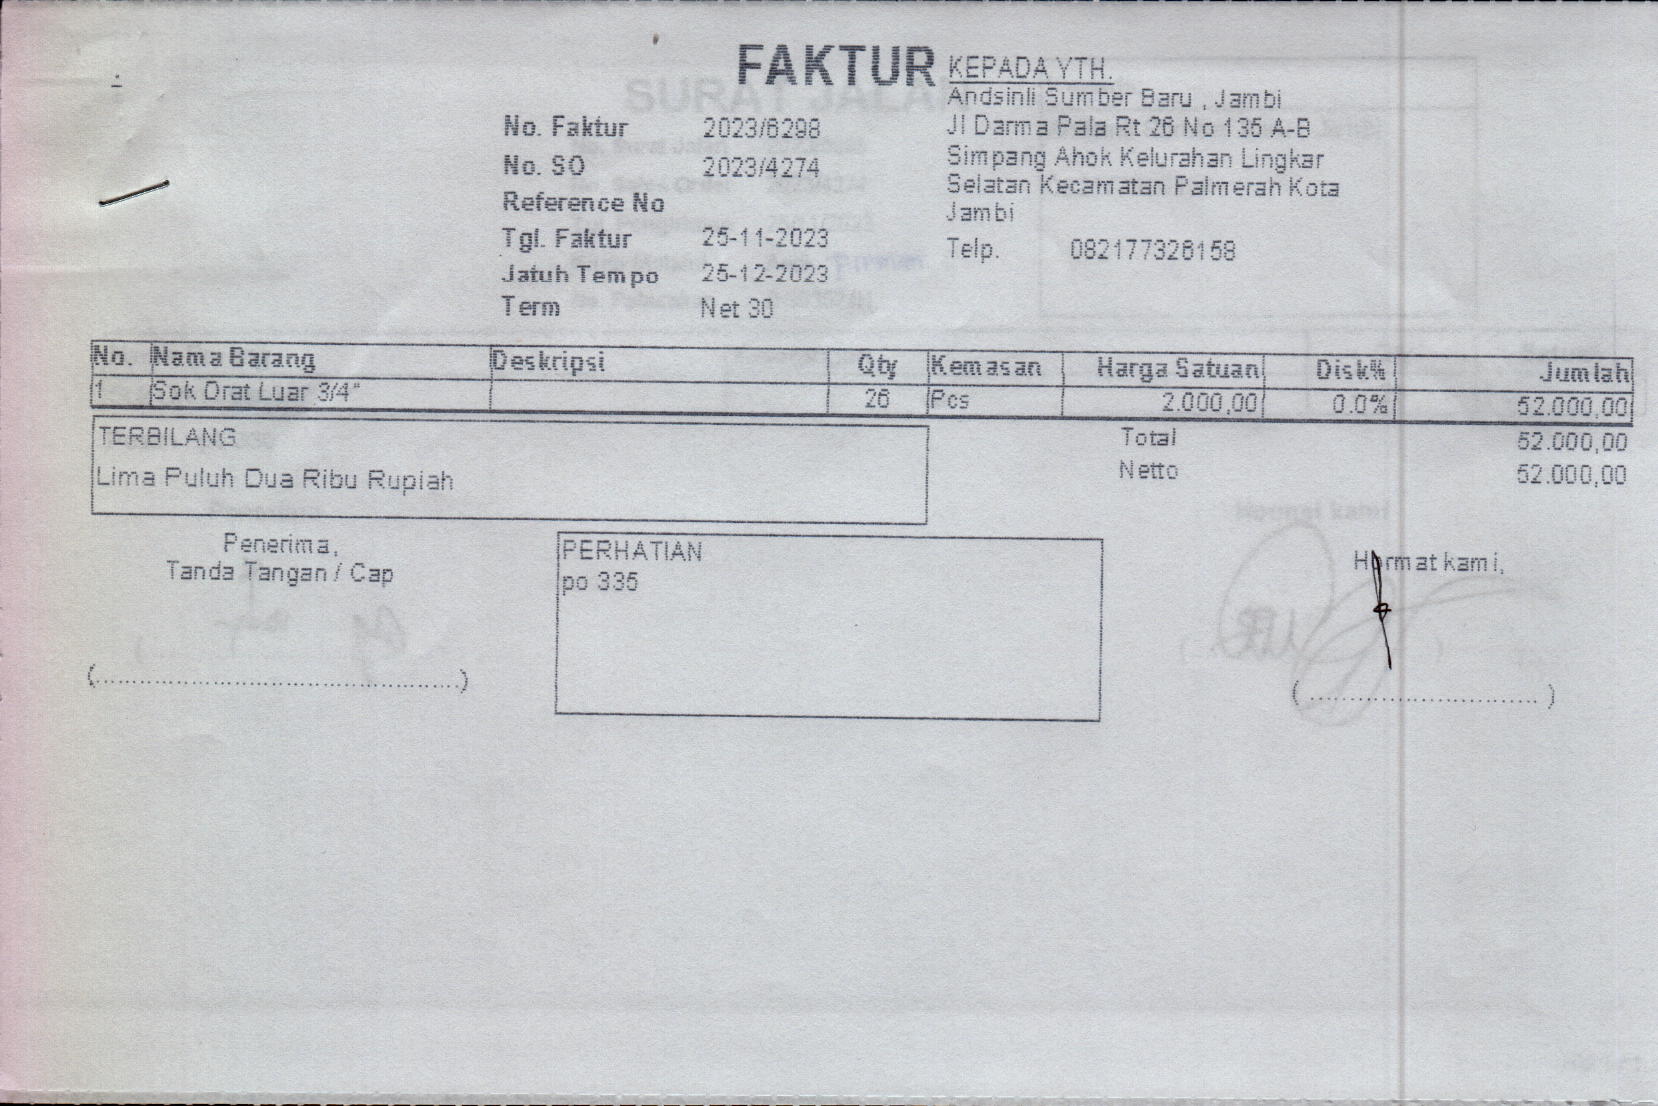 FAKTUR
No. Faktur 2023/6298
No. SO 2023/4274
Reference No
Tgl. Faktur 25-11-2023
Jatuh Tempo 25-12-2023
Term Net 30
KEPADA YTH.
Andsinli Sumber Baru , Jambi
Jl Darma Pala Rt 26 No 135 A-B
Simpang Ahok Kelurahan Lingkar
Selatan Kecamatan Palmerah Kota
Jambi
Telp. 082177326158
No. Nama Barang Deskripsi Qty Kemasan Harga Satuan Disk% Jumlah
1 Sok Drat Luar 3/4" 26 Pcs 2.000,00 0.0% 52.000,00
TERBILANG
Lima Puluh Dua Ribu Rupiah
Total 52.000,00
Netto 52.000,00
Penerima,
Tanda Tangan / Cap
(..............................................)
PERHATIAN
po 335
Hormat kami,
( ............................. )
SURAT JALAN